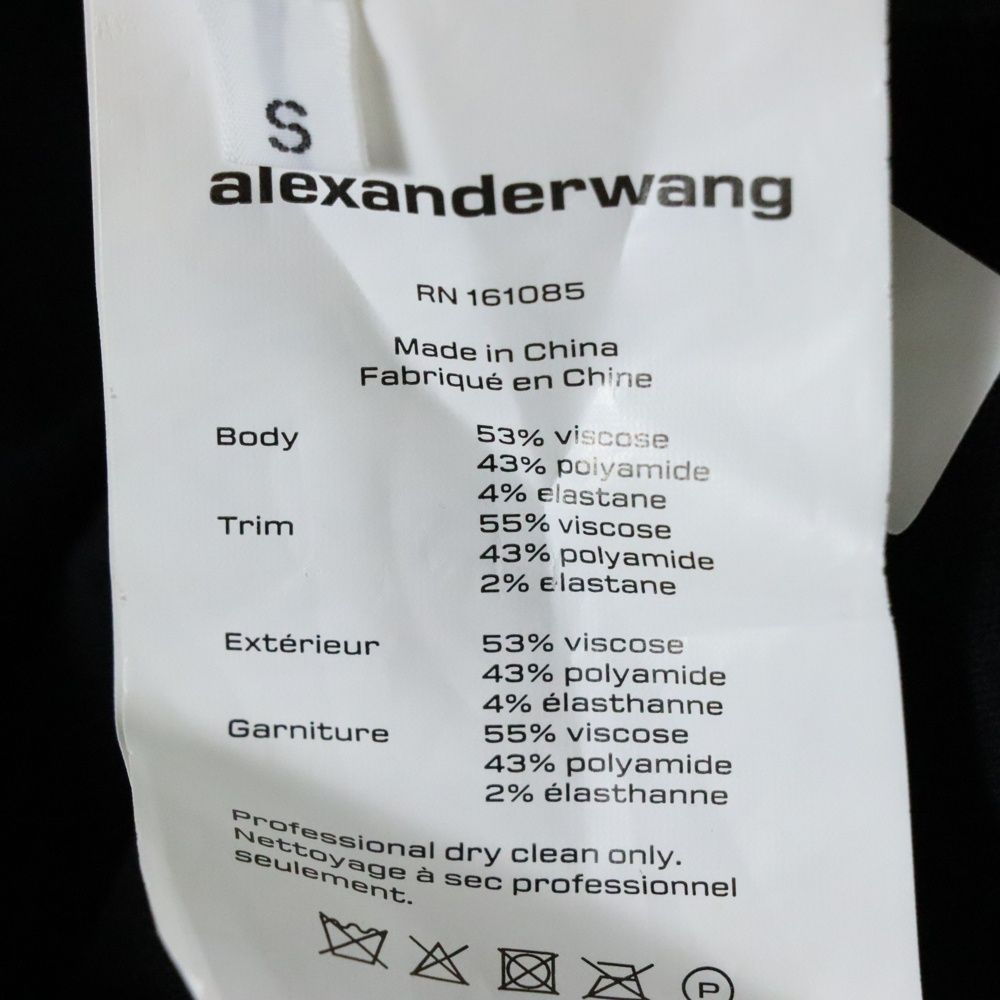 S
alexanderwang
RN 161085
Made in China
Fabriqué en Chine
Body 53% viscose
43% polyamide
4% elastane
Trim 55% viscose
43% polyamide
2% elastane
Extérieur 53% viscose
43% polyamide
4% élasthanne
Garniture 55% viscose
43% polyamide
2% élasthanne
Professional dry clean only.
Nettoyage à sec professionnel
seulement.
P